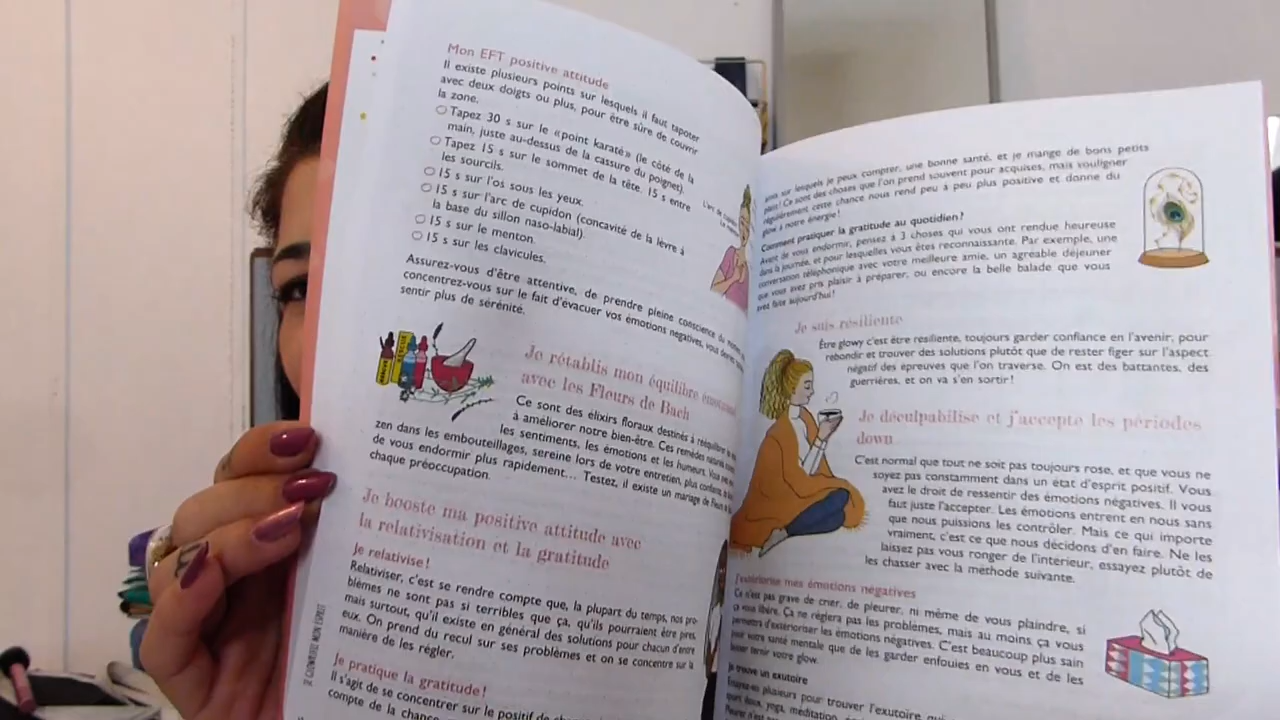 Mon EFT positive attitude
Il existe plusieurs points sur lesquels il faut tapoter
avec deux doigts ou plus, pour être sûre de couvrir
la zone.
Tapez 30 s sur le «point karaté» (le côté de la
main, juste au-dessus de la cassure du poignet).
Tapez 15 s sur le sommet de la tête. 15 s entre
les sourcils.
15 s sur l'os sous les yeux.
15 s sur l'arc de cupidon (concavité de la lèvre à
la base du sillon naso-labial).
15 s sur le menton.
15 s sur les clavicules.
Assurez-vous d'être attentive, de prendre pleine conscience du
concentrez-vous sur le fait d'évacuer vos émotions négatives, vous
sentir plus de sérénité.
RESCUE
Je rétablis mon équilibre
avec les Fleurs de Bach
Ce sont des élixirs floraux destinés à rééquilibrer
à améliorer notre bien-être. Ces remèdes
les sentiments, les émotions et les humeurs. Vous
zen dans les embouteillages, sereine lors de votre entretien, plus
de vous endormir plus rapidement... Testez, il existe un mariage de Fleurs
chaque préoccupation.
Je booste ma positive attitude avec
la relativisation et la gratitude
Je relativise !
Relativiser, c'est se rendre compte que, la plupart du temps, nos pro-
blèmes ne sont pas si terribles que ça, qu'ils pourraient être pires,
mais surtout, qu'il existe en général des solutions pour chacun d'entre
eux. On prend du recul sur ses problèmes et on se concentre sur la
manière de les régler.
Je pratique la gratitude !
Il s'agit de se concentrer sur le positif de
compte de la chance
MON ESPRIT
sur lesquels je peux compter, une bonne santé, et je mange de bons petits
plats ! Ce sont des choses que l'on prend souvent pour acquises, mais souligner
régulièrement cette chance nous rend peu à peu plus positive et donne du
glow à notre énergie !
Comment pratiquer la gratitude au quotidien ?
Avant de vous endormir, pensez à 3 choses qui vous ont rendue heureuse
dans la journée, et pour lesquelles vous êtes reconnaissante. Par exemple, une
conversation téléphonique avec votre meilleure amie, un agréable déjeuner
que vous avez pris plaisir à préparer, ou encore la belle balade que vous
avez faite aujourd'hui !
Je suis résiliente
Être glowy c'est être résiliente, toujours garder confiance en l'avenir, pour
rebondir et trouver des solutions plutôt que de rester figer sur l'aspect
négatif des épreuves que l'on traverse. On est des battantes, des
guerrières, et on va s'en sortir !
Je déculpabilise et j'accepte les périodes
down
C'est normal que tout ne soit pas toujours rose, et que vous ne
soyez pas constamment dans un état d'esprit positif. Vous
avez le droit de ressentir des émotions négatives. Il vous
faut juste l'accepter. Les émotions entrent en nous sans
que nous puissions les contrôler. Mais ce qui importe
vraiment, c'est ce que nous décidons d'en faire. Ne les
laissez pas vous ronger de l'intérieur, essayez plutôt de
les chasser avec la méthode suivante.
J'extériorise mes émotions négatives
Ce n'est pas grave de crier, de pleurer, ni même de vous plaindre, si
ça vous libère. Ça ne règlera pas les problèmes, mais au moins ça vous
permettra d'extérioriser les émotions négatives. C'est beaucoup plus sain
pour votre santé mentale que de les garder enfouies en vous et de les
laisser ternir votre glow.
Je trouve un exutoire
Essayez-en plusieurs pour trouver l'exutoire qui
sport doux, yoga, méditation,
Pleurer n'est